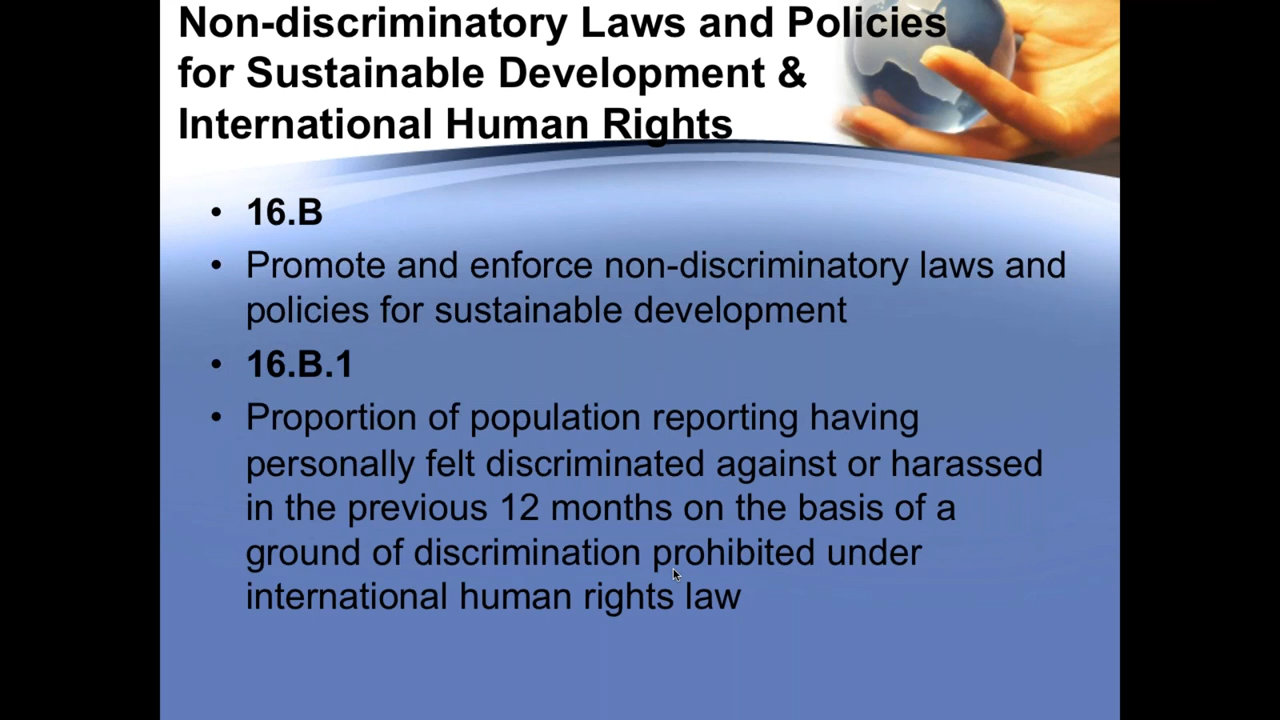 Non-discriminatory Laws and Policies
for Sustainable Development &
International Human Rights
• 16.B
• Promote and enforce non-discriminatory laws and
policies for sustainable development
• 16.B.1
• Proportion of population reporting having
personally felt discriminated against or harassed
in the previous 12 months on the basis of a
ground of discrimination prohibited under
international human rights law